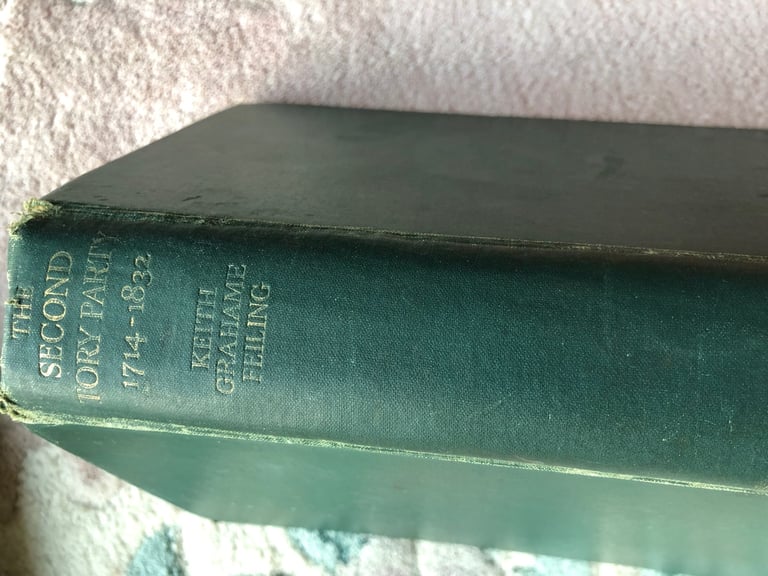 THE
SECOND
TORY PARTY
1714-1832
KEITH
GRAHAME
FEILING